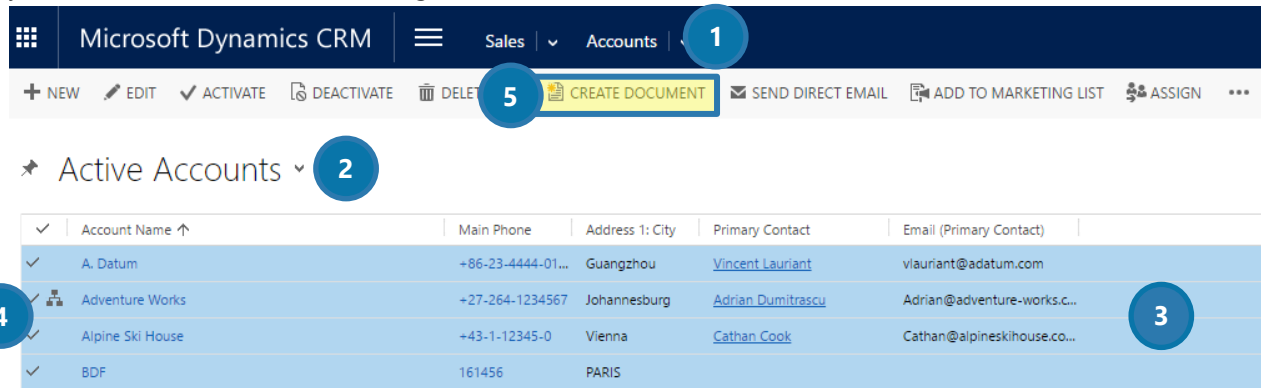 Microsoft Dynamics CRM Sales Accounts 1
NEW EDIT ACTIVATE DEACTIVATE DELET 5 CREATE DOCUMENT SEND DIRECT EMAIL ADD TO MARKETING LIST ASSIGN ...
Active Accounts 2
Account Name Main Phone Address 1: City Primary Contact Email (Primary Contact)
A. Datum +86-23-4444-01... Guangzhou Vincent Lauriant vlauriant@adatum.com
Adventure Works +27-264-1234567 Johannesburg Adrian Dumitrascu Adrian@adventure-works.c...
4 3
Alpine Ski House +43-1-12345-0 Vienna Cathan Cook Cathan@alpineskihouse.co...
BDF 161456 PARIS